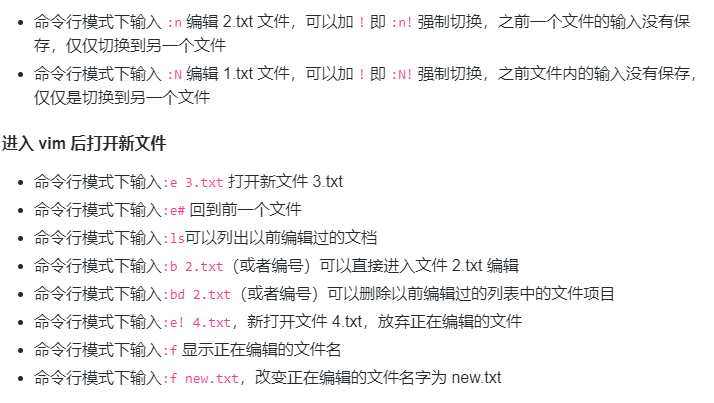 命令行模式下输入 :n 编辑 2.txt 文件，可以加 ! 即 :n! 强制切换，之前一个文件的输入没有保
存，仅仅切换到另一个文件
命令行模式下输入 :N 编辑 1.txt 文件，可以加 ! 即 :N! 强制切换，之前文件内的输入没有保存，
仅仅是切换到另一个文件
进入 vim 后打开新文件
命令行模式下输入:e 3.txt 打开新文件 3.txt
命令行模式下输入:e# 回到前一个文件
命令行模式下输入:ls可以列出以前编辑过的文档
命令行模式下输入:b 2.txt（或者编号）可以直接进入文件 2.txt 编辑
命令行模式下输入:bd 2.txt（或者编号）可以删除以前编辑过的列表中的文件项目
命令行模式下输入:e! 4.txt，新打开文件 4.txt，放弃正在编辑的文件
命令行模式下输入:f 显示正在编辑的文件名
命令行模式下输入:f new.txt，改变正在编辑的文件名字为 new.txt